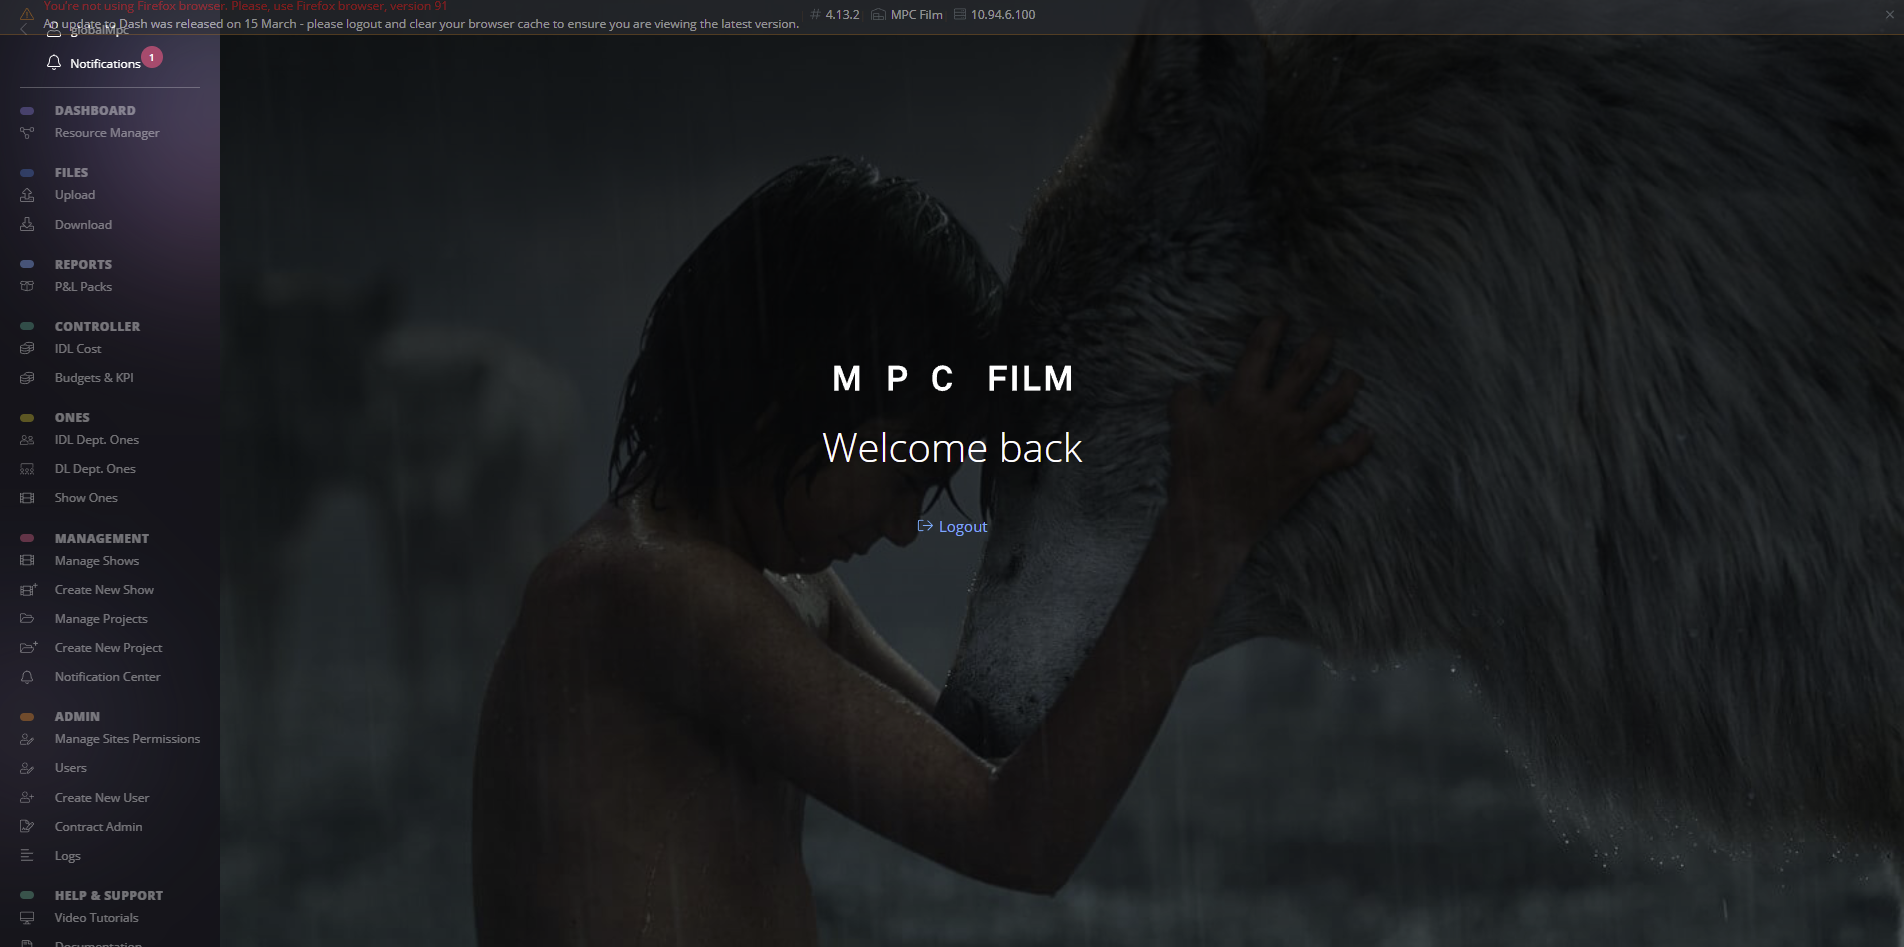 You're not using Firefox browser. Please, use Firefox browser, version 91
An update to Dash was released on 15 March - please logout and clear your browser cache to ensure you are viewing the latest version.
# 4.13.2 MPC Film 10.94.6.100
globalMpc
Notifications 1
DASHBOARD
Resource Manager
FILES
Upload
Download
REPORTS
P&L Packs
CONTROLLER
IDL Cost
Budgets & KPI
ONES
IDL Dept. Ones
DL Dept. Ones
Show Ones
MANAGEMENT
Manage Shows
Create New Show
Manage Projects
Create New Project
Notification Center
ADMIN
Manage Sites Permissions
Users
Create New User
Contract Admin
Logs
HELP & SUPPORT
Video Tutorials
Documentation
M P C FILM
Welcome back
Logout